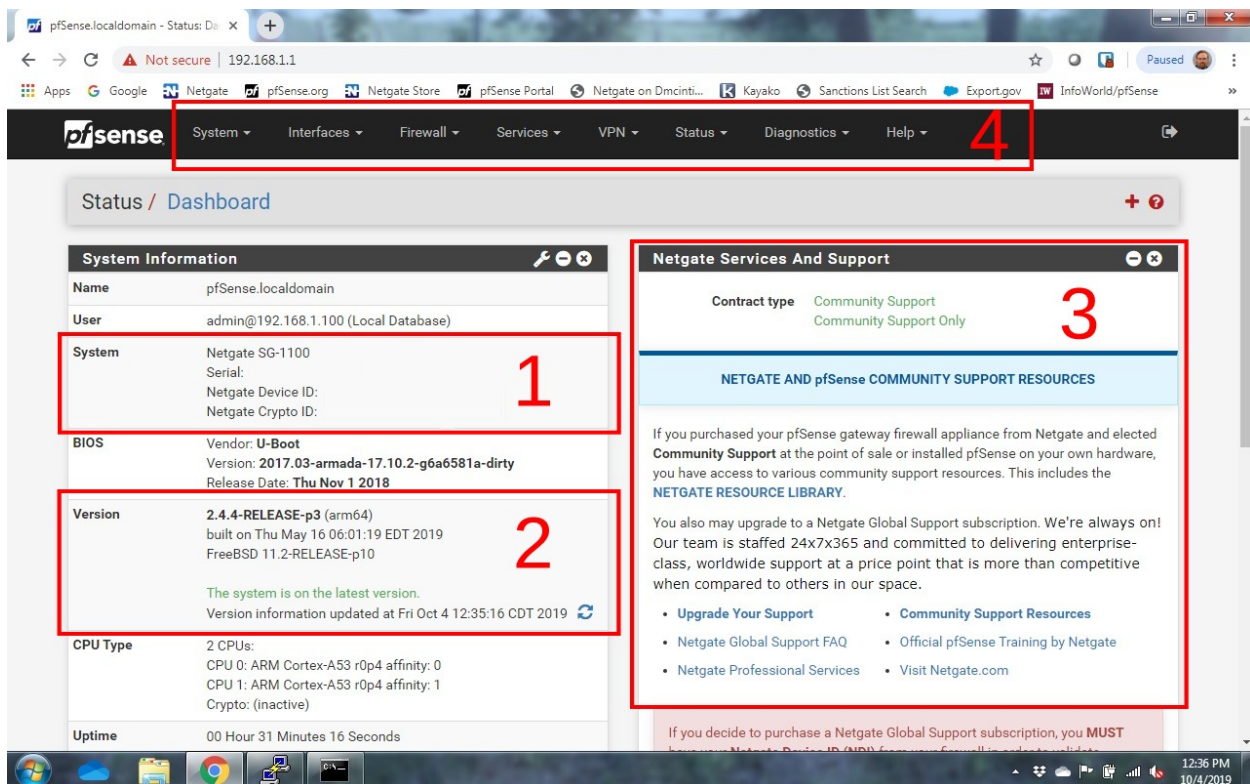 pfSense.localdomain - Status: Da
Not secure | 192.168.1.1
Paused
Apps Google Netgate pfSense.org Netgate Store pfSense Portal Netgate on Dmcinti... Kayako Sanctions List Search Export.gov InfoWorld/pfSense »
pfsense System Interfaces Firewall Services VPN Status Diagnostics Help 4
Status / Dashboard
System Information
Name pfSense.localdomain
User admin@192.168.1.100 (Local Database)
System Netgate SG-1100
Serial:
Netgate Device ID:
Netgate Crypto ID:
1
BIOS Vendor: U-Boot
Version: 2017.03-armada-17.10.2-g6a6581a-dirty
Release Date: Thu Nov 1 2018
Version 2.4.4-RELEASE-p3 (arm64)
built on Thu May 16 06:01:19 EDT 2019
FreeBSD 11.2-RELEASE-p10
2
The system is on the latest version.
Version information updated at Fri Oct 4 12:35:16 CDT 2019
CPU Type 2 CPUs:
CPU 0: ARM Cortex-A53 r0p4 affinity: 0
CPU 1: ARM Cortex-A53 r0p4 affinity: 1
Crypto: (inactive)
Uptime 00 Hour 31 Minutes 16 Seconds
Netgate Services And Support
Contract type Community Support
Community Support Only
3
NETGATE AND pfSense COMMUNITY SUPPORT RESOURCES
If you purchased your pfSense gateway firewall appliance from Netgate and elected
Community Support at the point of sale or installed pfSense on your own hardware,
you have access to various community support resources. This includes the
NETGATE RESOURCE LIBRARY.
You also may upgrade to a Netgate Global Support subscription. We're always on!
Our team is staffed 24x7x365 and committed to delivering enterprise-
class, worldwide support at a price point that is more than competitive
when compared to others in our space.
• Upgrade Your Support • Community Support Resources
• Netgate Global Support FAQ • Official pfSense Training by Netgate
• Netgate Professional Services • Visit Netgate.com
If you decide to purchase a Netgate Global Support subscription, you MUST
have your Netgate Device ID (NDI) from your firewall in order to validate
12:36 PM
10/4/2019